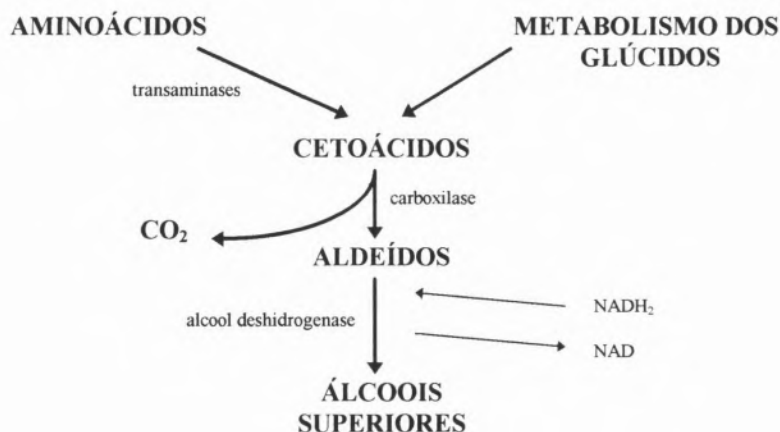 AMINOÁCIDOS
METABOLISMO DOS
GLÚCIDOS
transaminases
CETOÁCIDOS
carboxilase
CO₂
ALDEÍDOS
NADH₂
alcool deshidrogenase
NAD
ÁLCOOIS
SUPERIORES